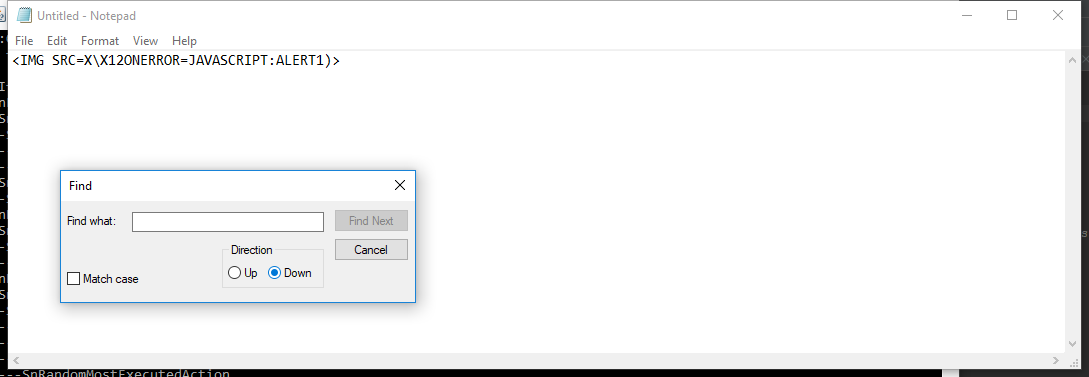 Untitled - Notepad
File Edit Format View Help
<IMG SRC=X\X12ONERROR=JAVASCRIPT:ALERT1)>
Find
Find what:
Find Next
Direction
Cancel
Up Down
Match case
---SnRandomMostExecutedAction